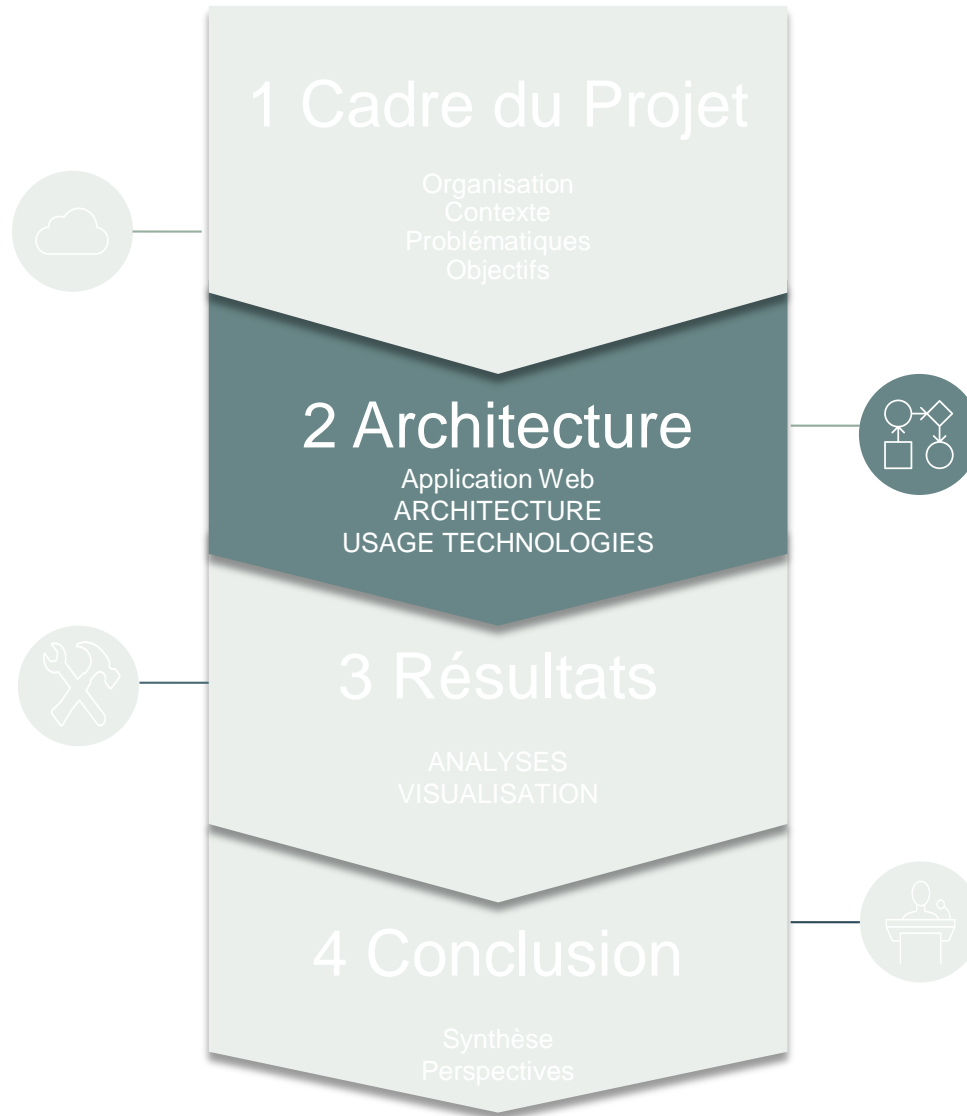 1 Cadre du Projet
Organisation
Contexte
Problématiques
Objectifs
2 Architecture
Application Web
ARCHITECTURE
USAGE TECHNOLOGIES
3 Résultats
ANALYSES
VISUALISATION
4 Conclusion
Synthèse
Perspectives